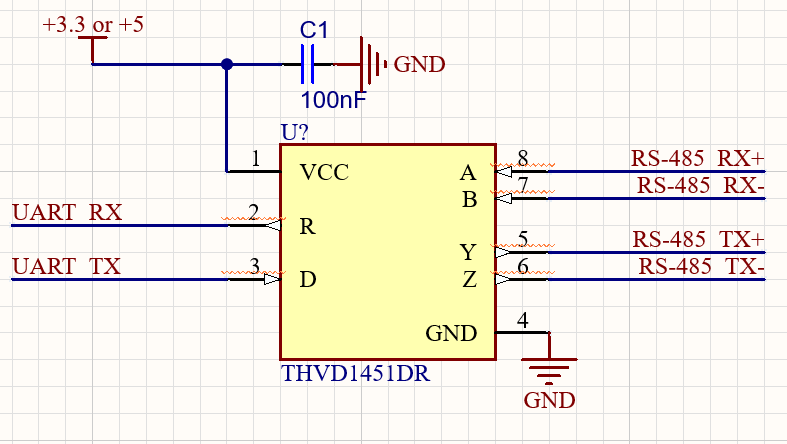 +3.3 or +5
C1
GND
100nF
U?
1 VCC A 8 RS-485 RX+
B 7 RS-485 RX-
UART RX 2 R
Y 5 RS-485 TX+
UART TX 3 D Z 6 RS-485 TX-
GND 4
THVD1451DR
GND